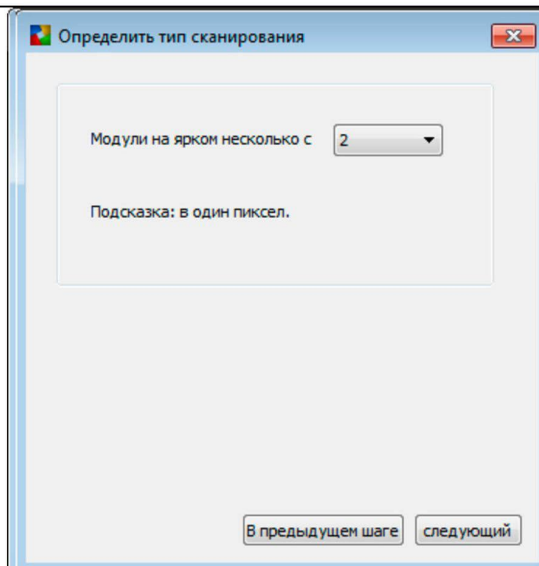 Определить тип сканирования
Модули на ярком несколько с 2
Подсказка: в один пиксел.
В предыдущем шаге следующий